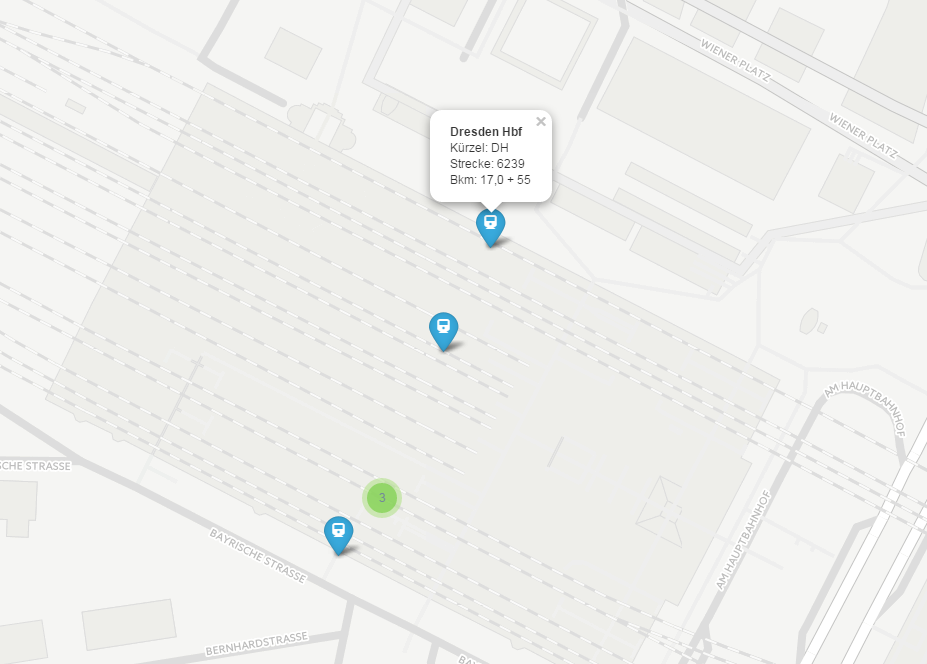 WIENER PLATZ
WIENER PLATZ
×
Dresden Hbf
Kürzel: DH
Strecke: 6239
Bkm: 17,0 + 55
AM HAUPTBAHNHOF
SCHE STRASSE
3
AM HAUPTBAHNHOF
BAYRISCHE STRASSE
BERNHARDSTRASSE
BA